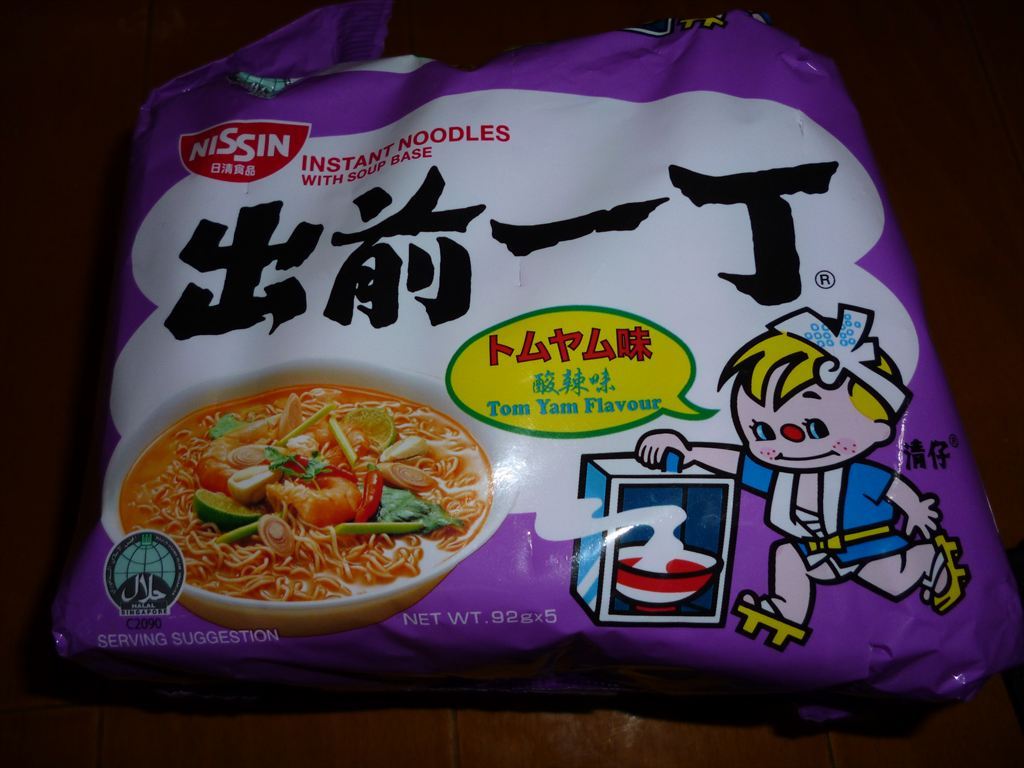 NISSIN
日清食品
INSTANT NOODLES
WITH SOUP BASE
出前一丁
®
トムヤム味
酸辣味
Tom Yam Flavour
清仔®
حلال
HALAL
SINGAPORE
C2090
SERVING SUGGESTION
NET WT. 92g×5